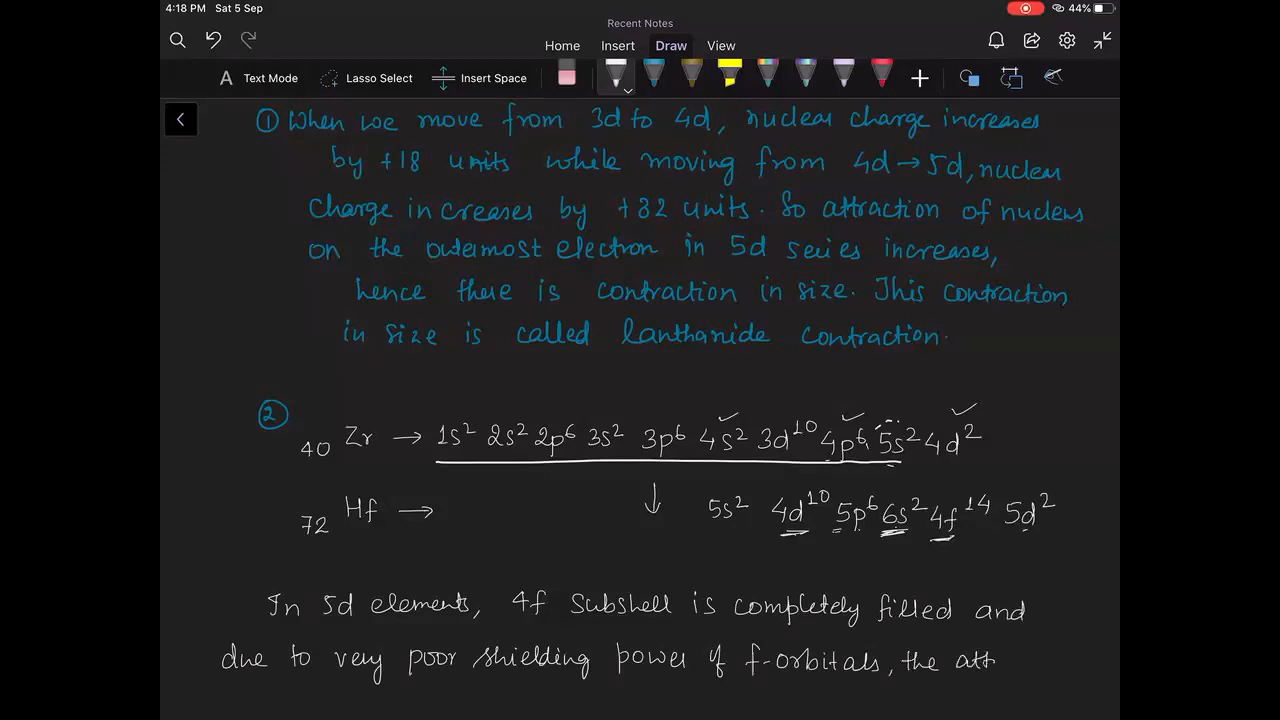 4:18 PM Sat 5 Sep
44%
Recent Notes
Home Insert Draw View
Text Mode Lasso Select Insert Space
① When we move from 3d to 4d, nuclear charge increases
by +18 units while moving from 4d → 5d, nuclear
charge increases by +32 units. So attraction of nucleus
on the outermost electron in 5d series increases,
hence there is contraction in size. This contraction
in size is called lanthanide contraction.
②
₄₀Zr → 1s² 2s² 2p⁶ 3s² 3p⁶ 4s² 3d¹⁰ 4p⁶ 5s² 4d²
₇₂Hf → ↓ 5s² 4d¹⁰ 5p⁶ 6s² 4f¹⁴ 5d²
In 5d elements, 4f subshell is completely filled and
due to very poor shielding power of f-orbitals, the att